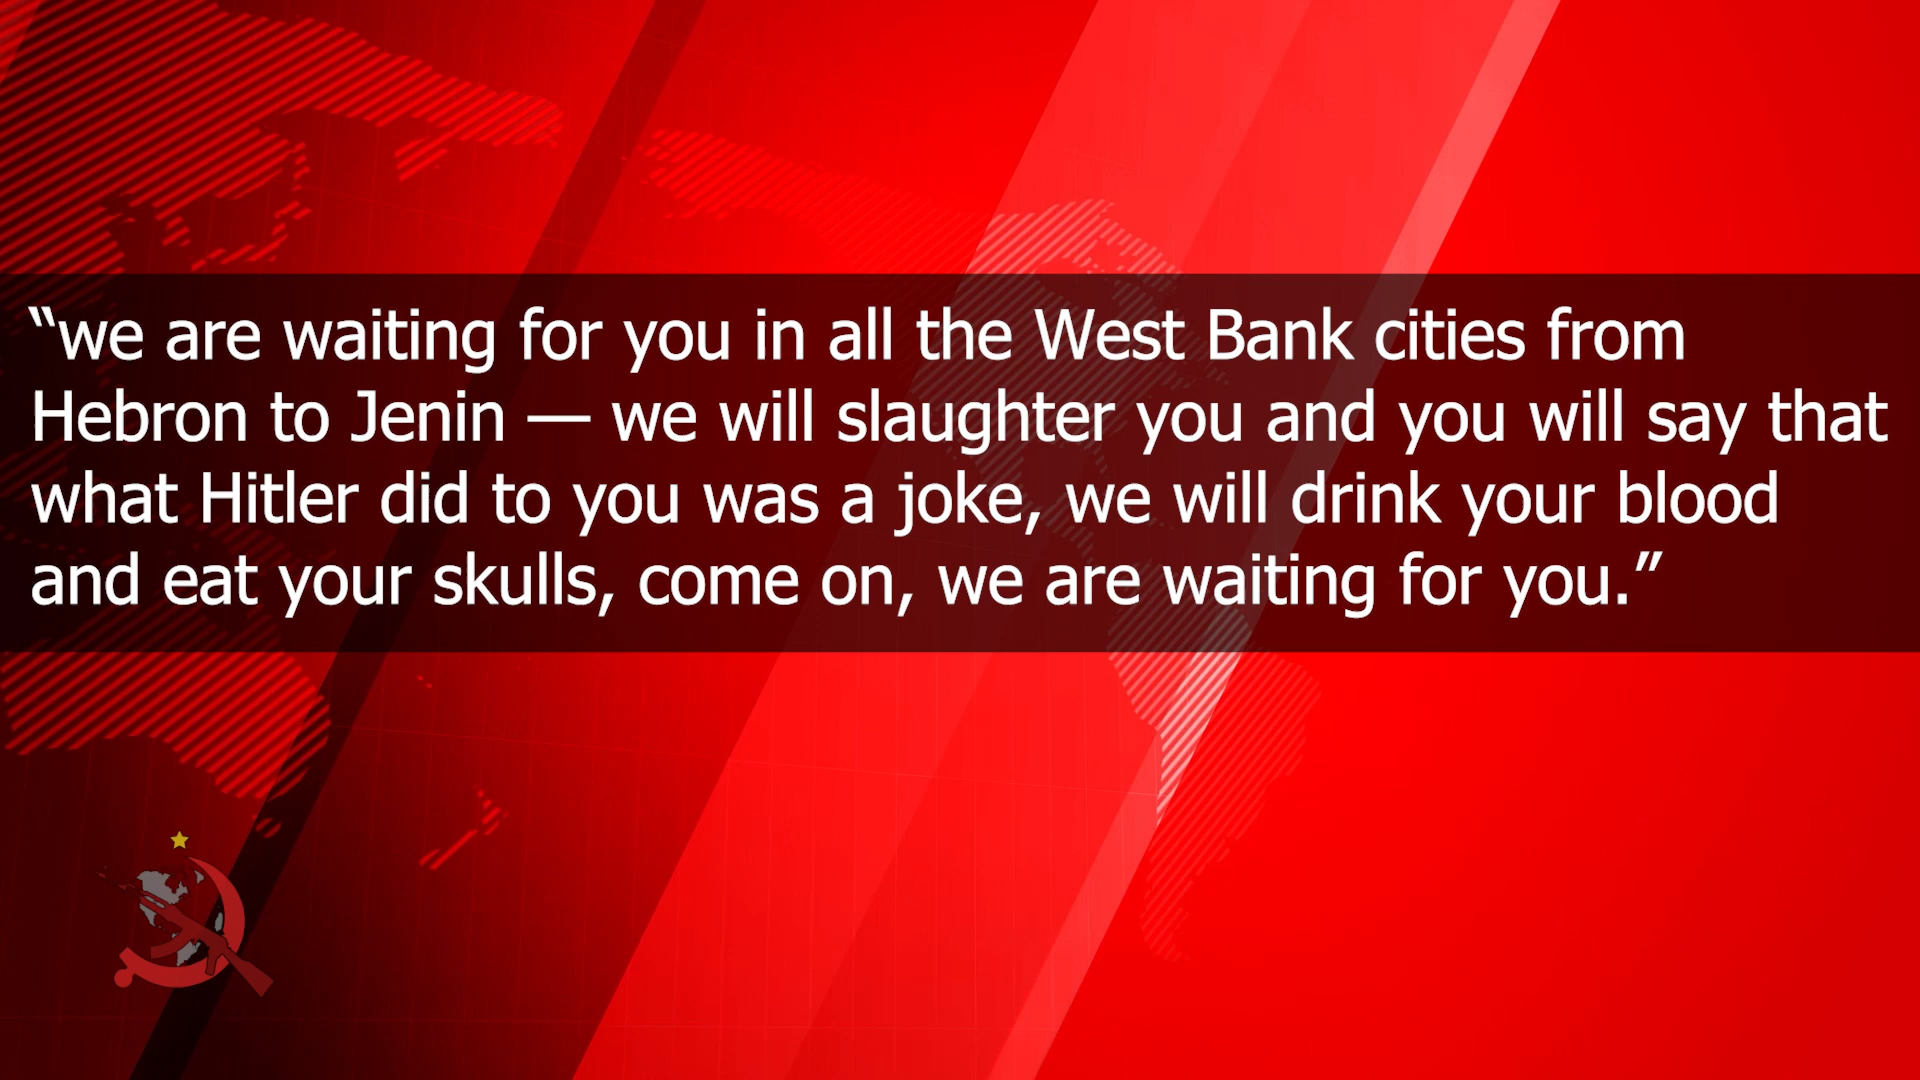 “we are waiting for you in all the West Bank cities from
Hebron to Jenin — we will slaughter you and you will say that
what Hitler did to you was a joke, we will drink your blood
and eat your skulls, come on, we are waiting for you.”